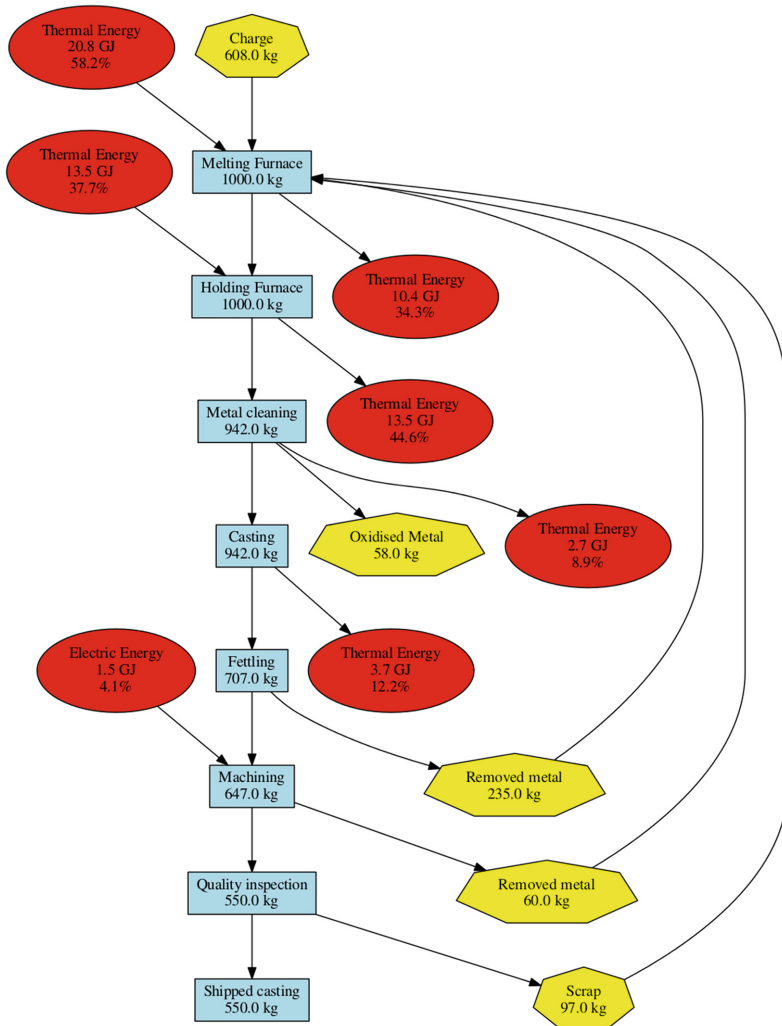 Thermal Energy
20.8 GJ
58.2%
Charge
608.0 kg
Thermal Energy
13.5 GJ
37.7%
Melting Furnace
1000.0 kg
Holding Furnace
1000.0 kg
Thermal Energy
10.4 GJ
34.3%
Metal cleaning
942.0 kg
Thermal Energy
13.5 GJ
44.6%
Casting
942.0 kg
Oxidised Metal
58.0 kg
Thermal Energy
2.7 GJ
8.9%
Electric Energy
1.5 GJ
4.1%
Fettling
707.0 kg
Thermal Energy
3.7 GJ
12.2%
Machining
647.0 kg
Removed metal
235.0 kg
Quality inspection
550.0 kg
Removed metal
60.0 kg
Shipped casting
550.0 kg
Scrap
97.0 kg